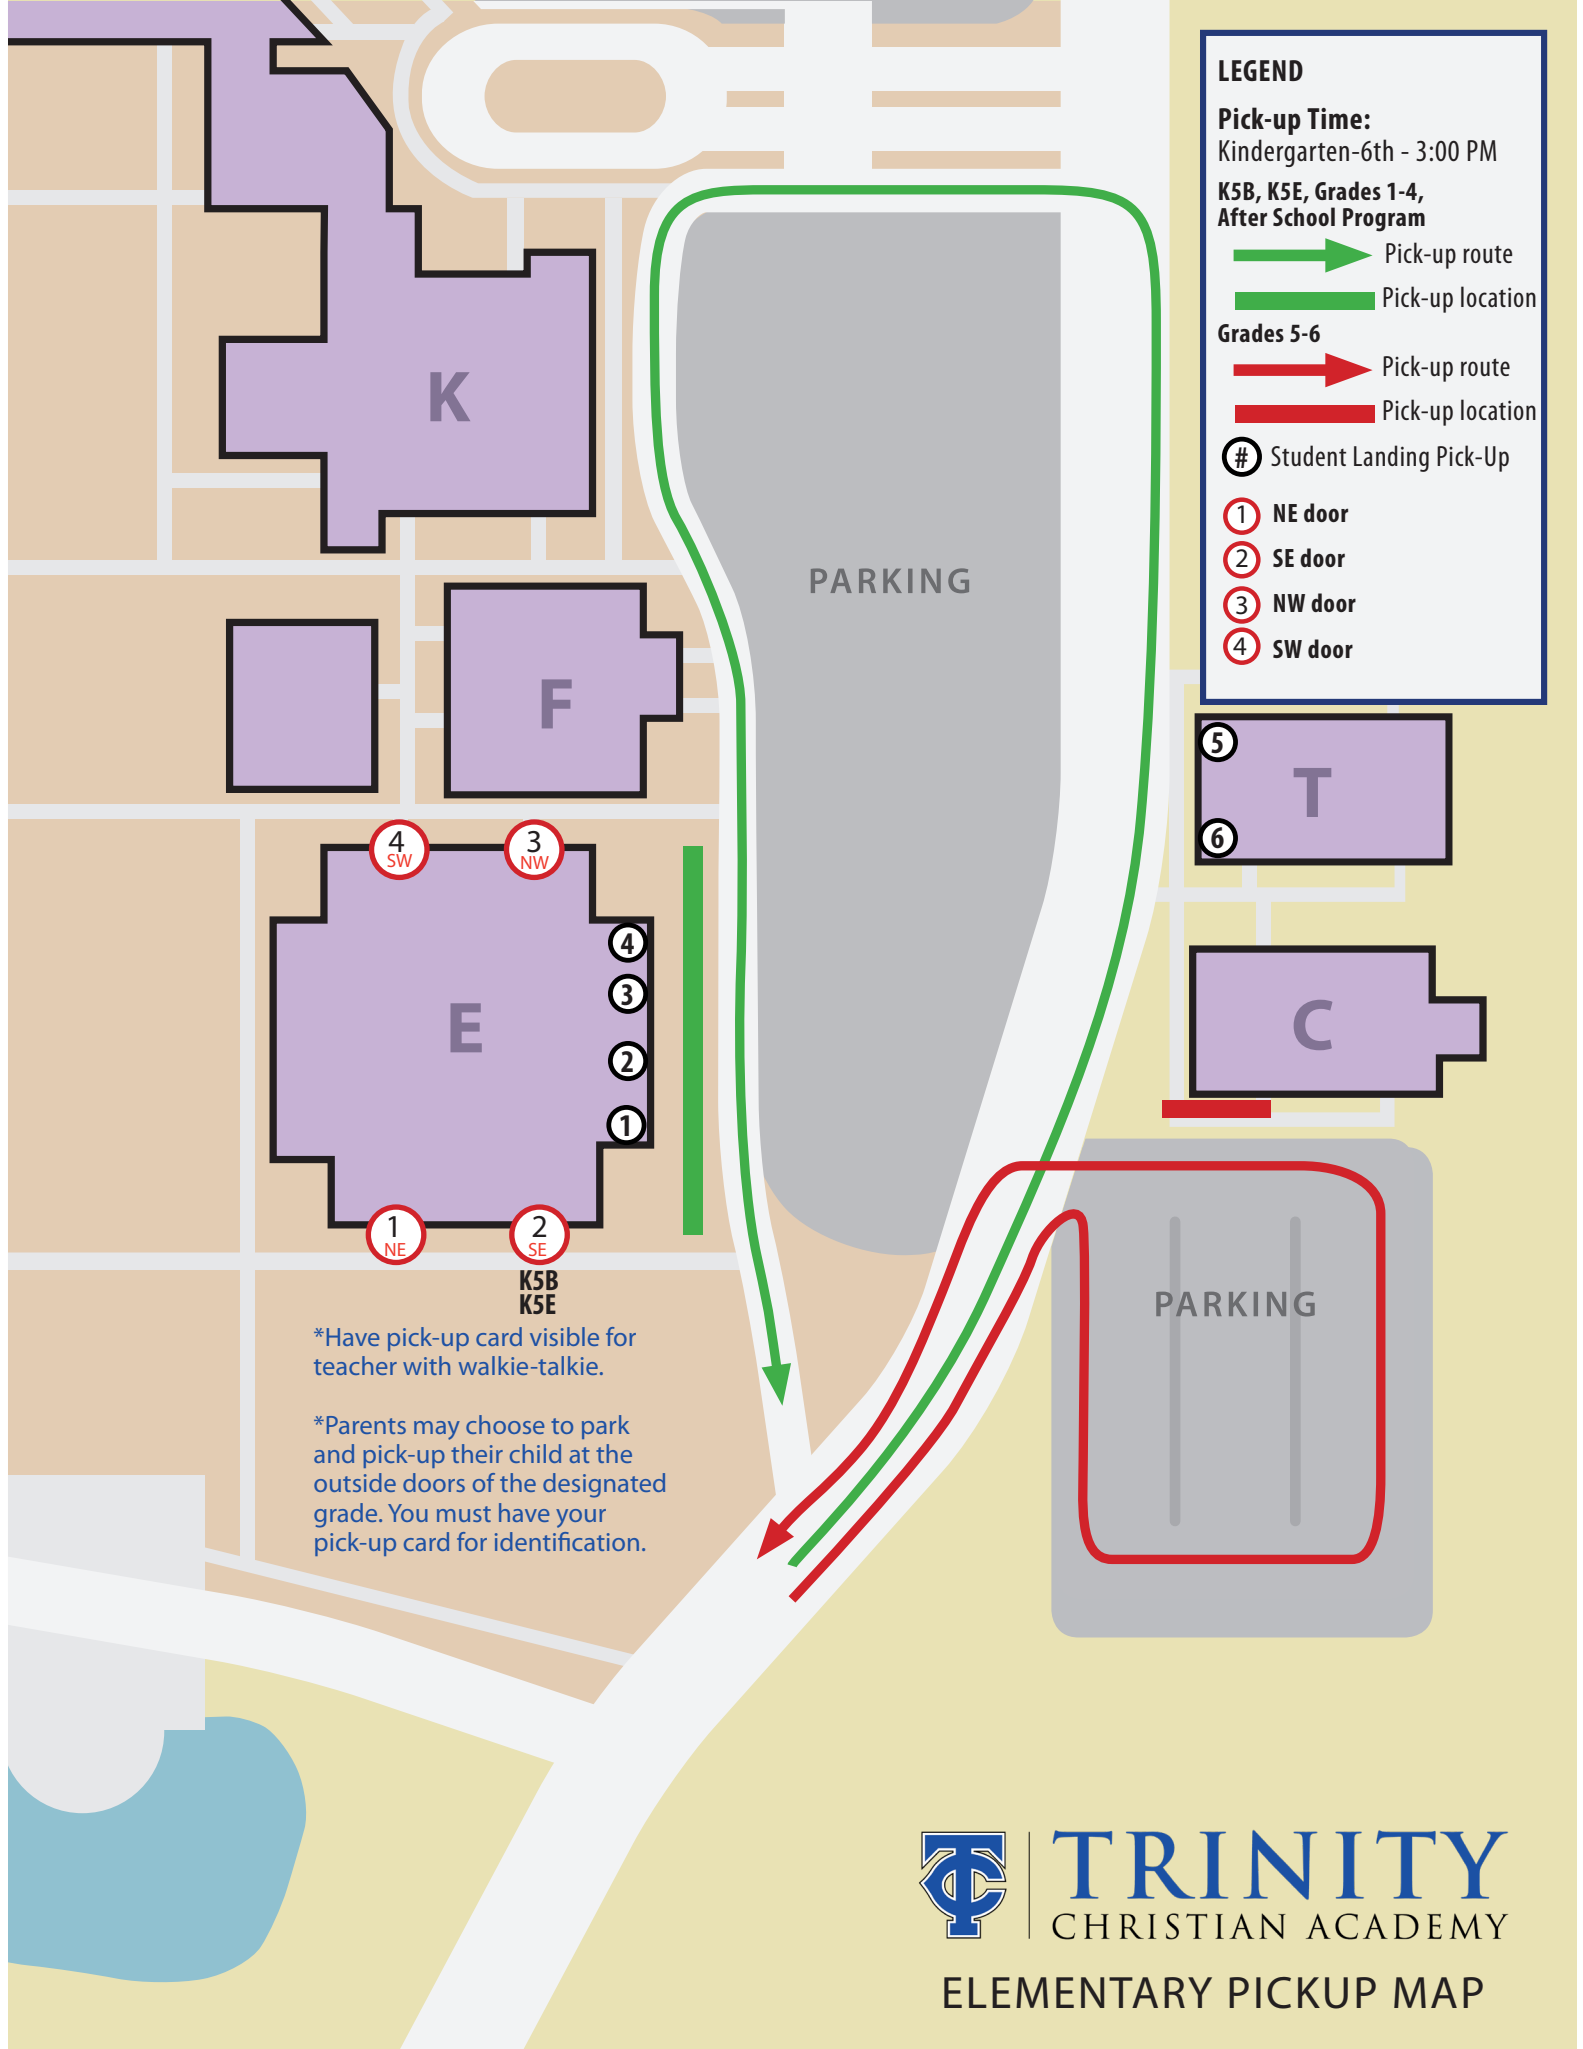 LEGEND
Pick-up Time:
Kindergarten-6th - 3:00 PM
K5B, K5E, Grades 1-4,
After School Program
Pick-up route
Pick-up location
Grades 5-6
Pick-up route
Pick-up location
# Student Landing Pick-Up
1 NE door
2 SE door
3 NW door
4 SW door
K
PARKING
F
T
5
6
4
SW
3
NW
E
4
3
2
1
C
1
NE
2
SE
K5B
K5E
PARKING
*Have pick-up card visible for
teacher with walkie-talkie.
*Parents may choose to park
and pick-up their child at the
outside doors of the designated
grade. You must have your
pick-up card for identification.
TC
TRINITY
CHRISTIAN ACADEMY
ELEMENTARY PICKUP MAP